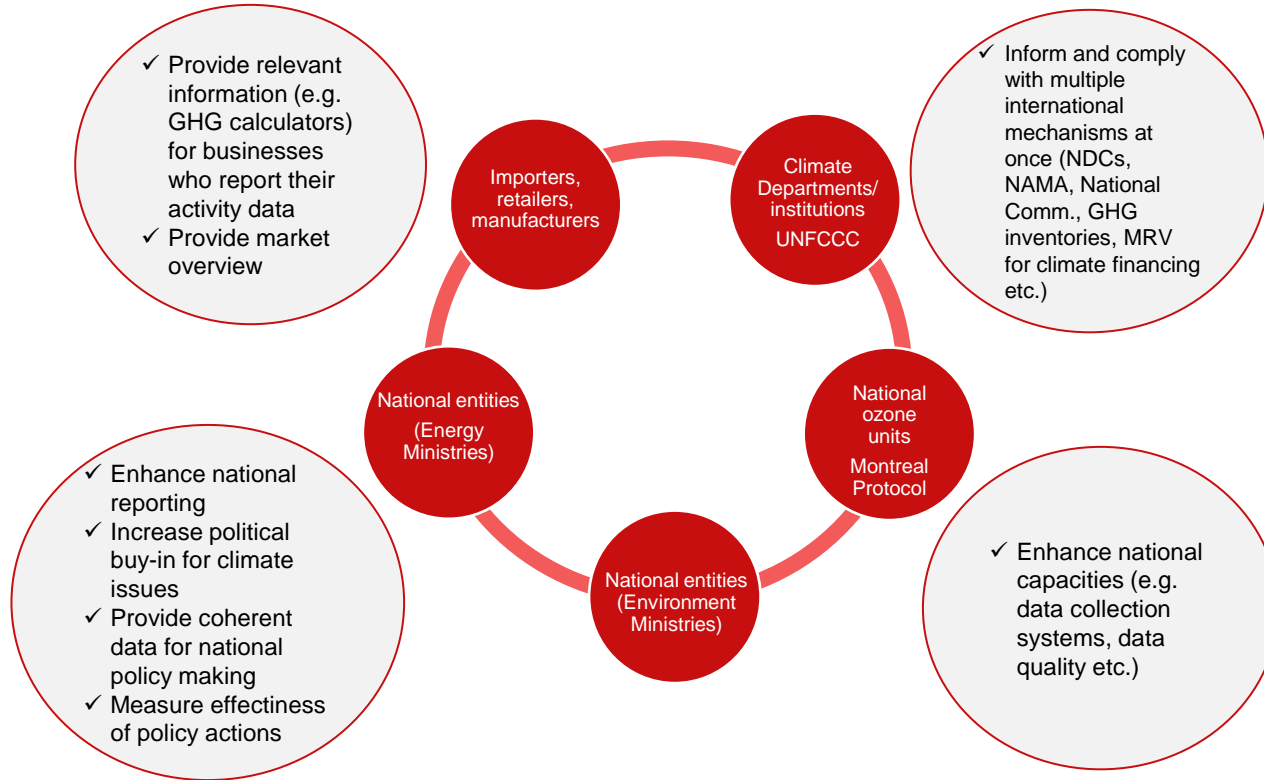 ✓ Provide relevant
information (e.g.
GHG calculators)
for businesses
who report their
activity data
✓ Provide market
overview
Importers,
retailers,
manufacturers
Climate
Departments/
institutions
UNFCCC
✓ Inform and comply
with multiple
international
mechanisms at
once (NDCs,
NAMA, National
Comm., GHG
inventories, MRV
for climate financing
etc.)
National entities
(Energy
Ministries)
National
ozone
units
Montreal
Protocol
✓ Enhance national
reporting
✓ Increase political
buy-in for climate
issues
✓ Provide coherent
data for national
policy making
✓ Measure effectiness
of policy actions
National entities
(Environment
Ministries)
✓ Enhance national
capacities (e.g.
data collection
systems, data
quality etc.)